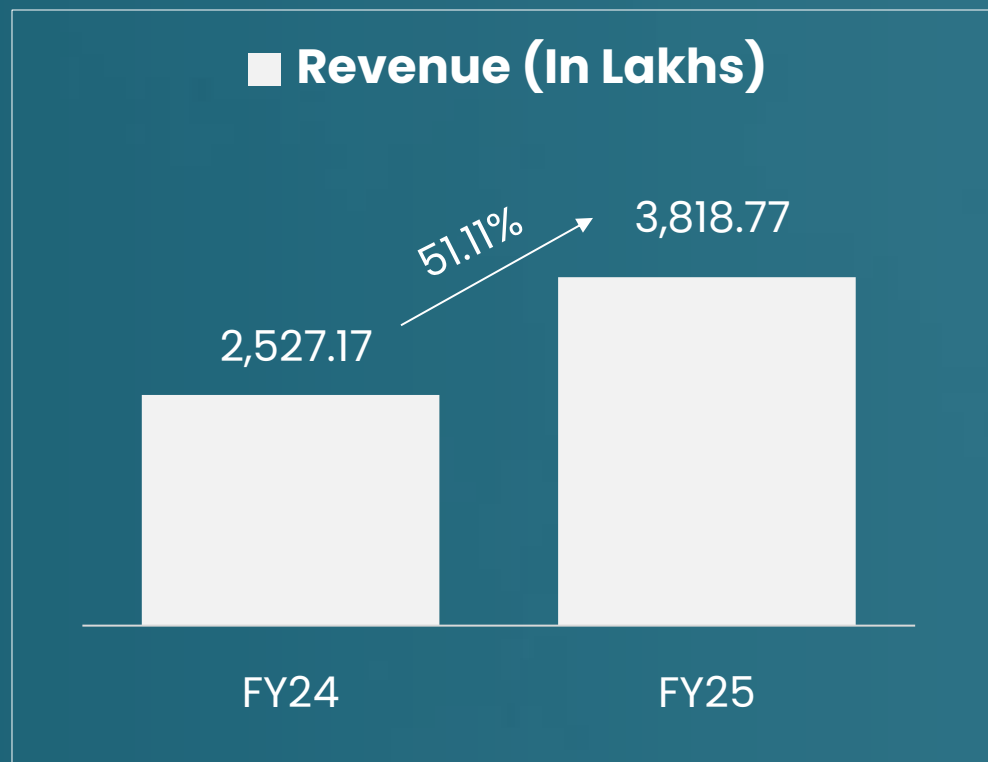 Revenue (In Lakhs)
51.11%
3,818.77
2,527.17
FY24
FY25